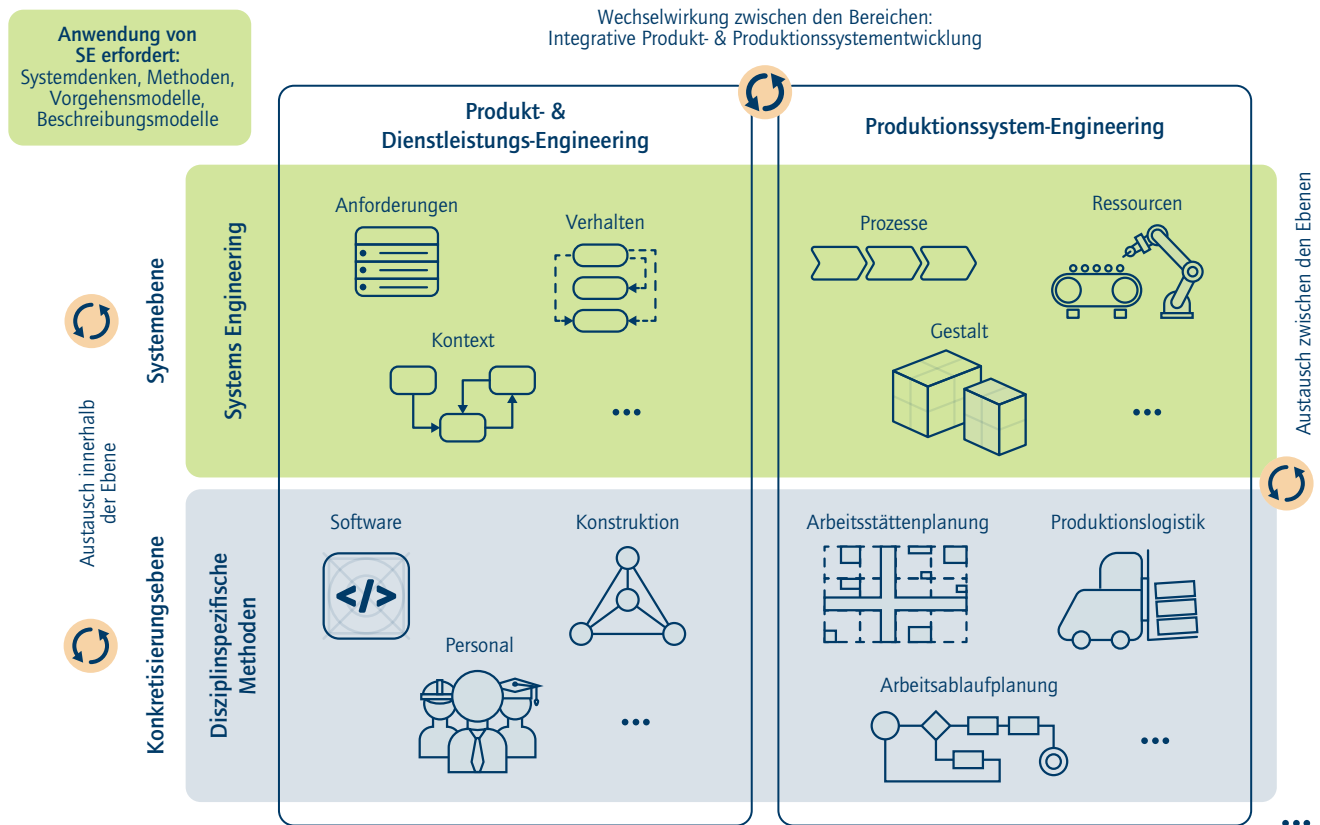 Anwendung von
SE erfordert:
Systemdenken, Methoden,
Vorgehensmodelle,
Beschreibungsmodelle
Wechselwirkung zwischen den Bereichen:
Integrative Produkt- & Produktionssystementwicklung
Produkt- &
Dienstleistungs-Engineering
Produktionssystem-Engineering
Systemebene
Systems Engineering
Anforderungen
Verhalten
Kontext
...
Prozesse
Ressourcen
Gestalt
...
Austausch zwischen den Ebenen
Austausch innerhalb
der Ebene
Konkretisierungsebene
Disziplinspezifische
Methoden
Software
</>
Konstruktion
Personal
...
Arbeitsstättenplanung
Produktionslogistik
Arbeitsablaufplanung
...
...